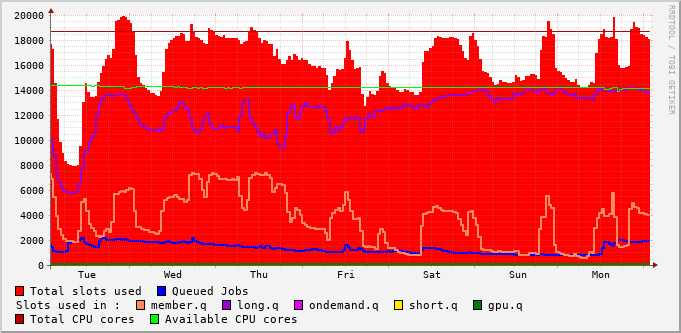 20000
18000
16000
14000
12000
10000
8000
6000
4000
2000
0
Tue Wed Thu Fri Sat Sun Mon
RRDTOOL / TOBI OETIKER
Total slots used Queued Jobs
Slots used in : member.q long.q ondemand.q short.q gpu.q
Total CPU cores Available CPU cores